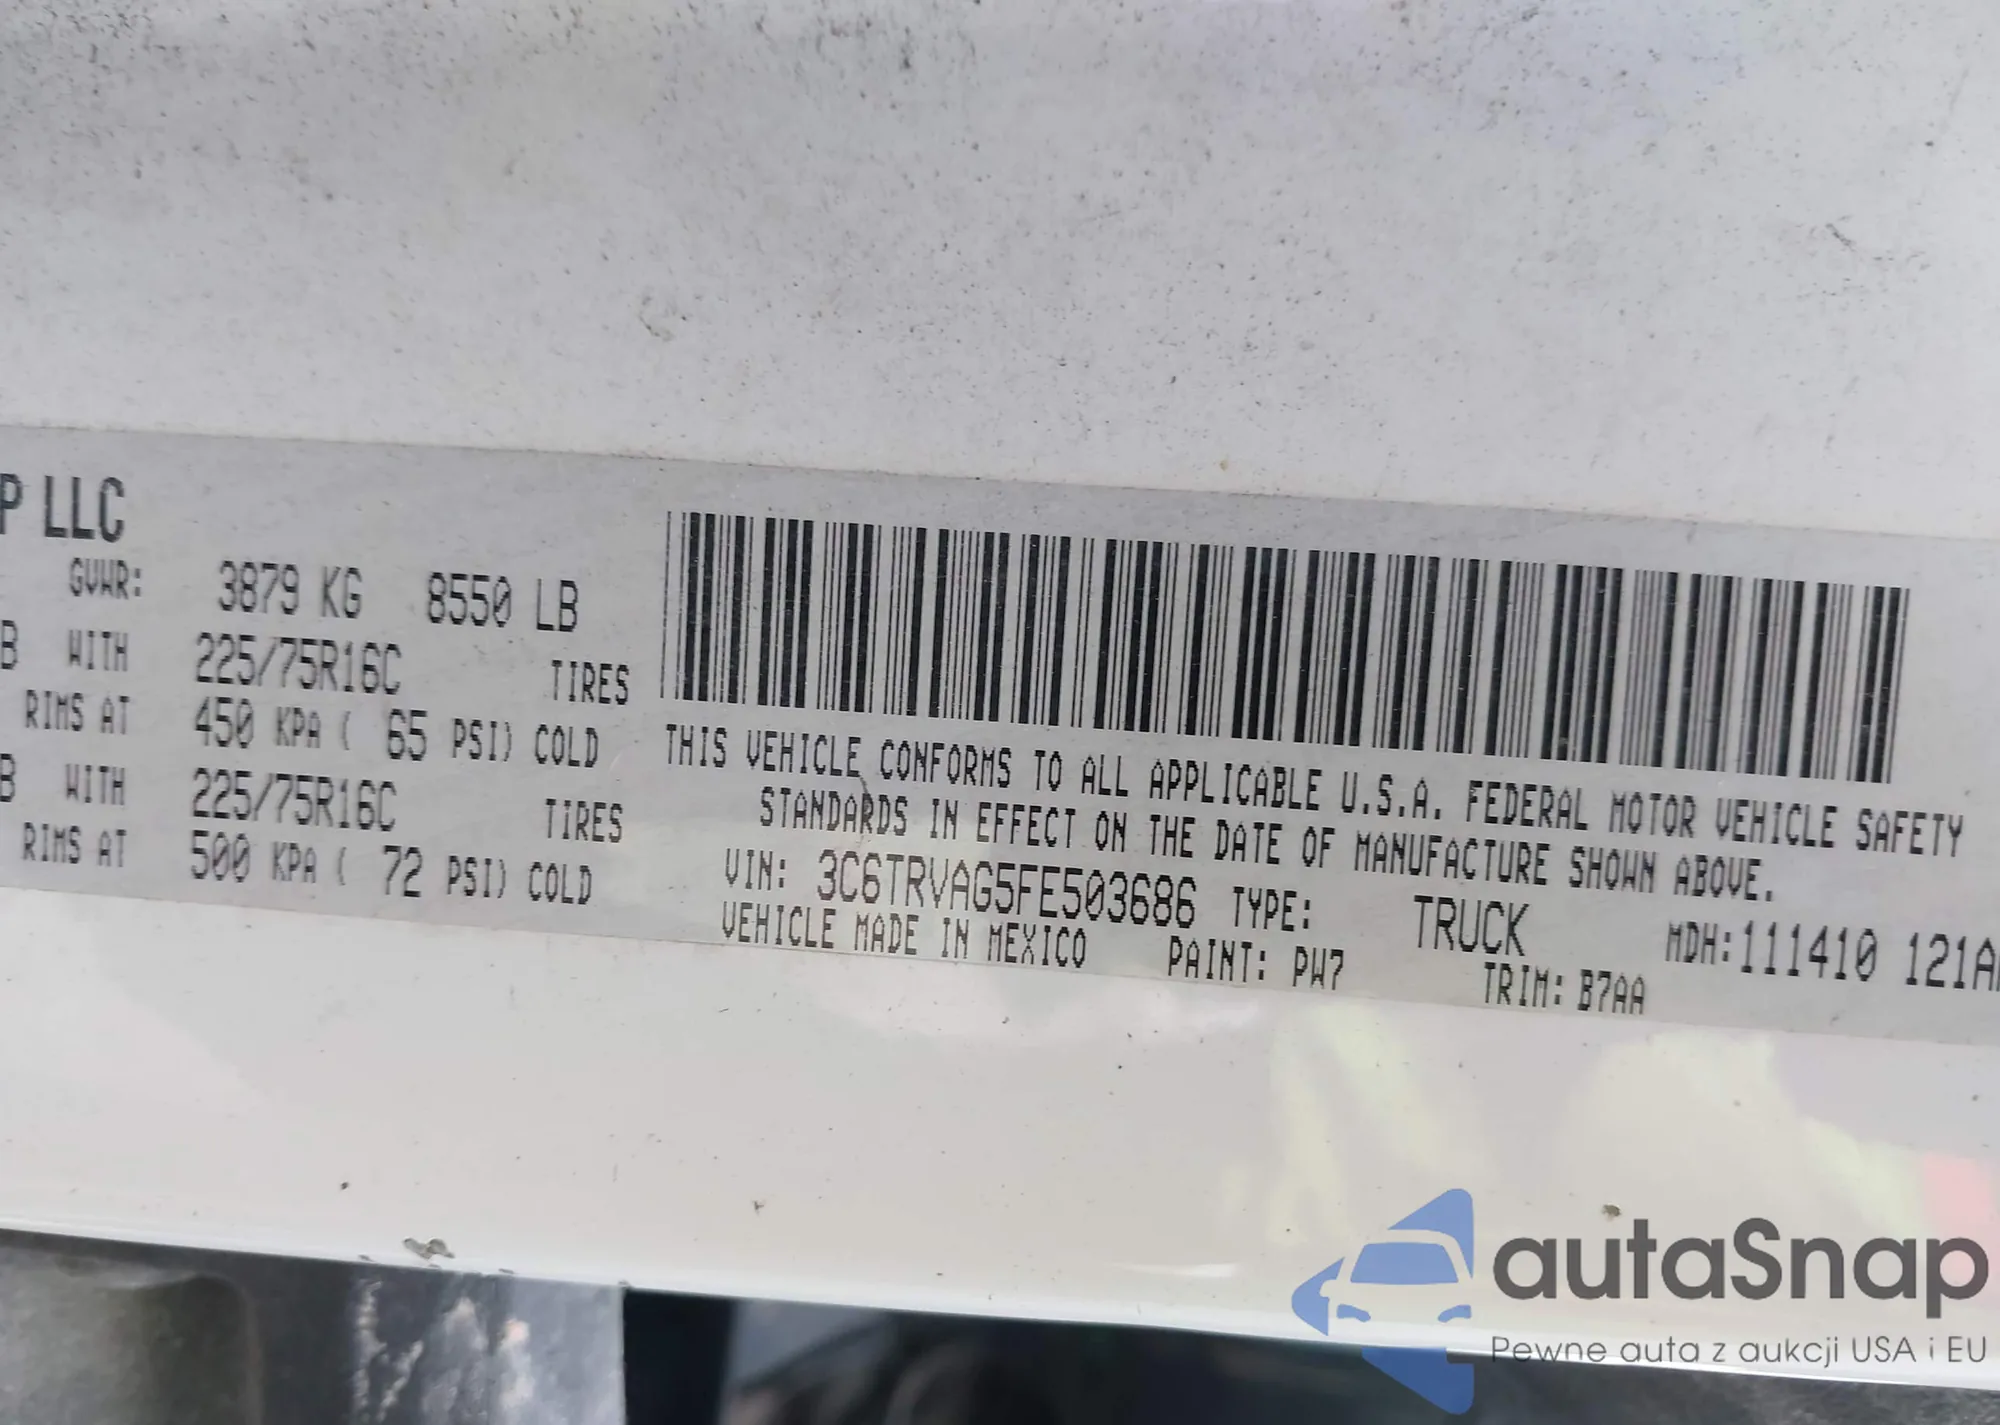 P LLC
GVWR: 3879 KG 8550 LB
B WITH 225/75R16C TIRES
RIMS AT 450 KPA ( 65 PSI) COLD
B WITH 225/75R16C TIRES
RIMS AT 500 KPA ( 72 PSI) COLD
THIS VEHICLE CONFORMS TO ALL APPLICABLE U.S.A. FEDERAL MOTOR VEHICLE SAFETY
STANDARDS IN EFFECT ON THE DATE OF MANUFACTURE SHOWN ABOVE.
VIN: 3C6TRVAG5FE503686 TYPE: TRUCK MDH:111410 121A
VEHICLE MADE IN MEXICO PAINT: PW7 TRIM: B7AA
autaSnap
Pewne auta z aukcji USA i EU